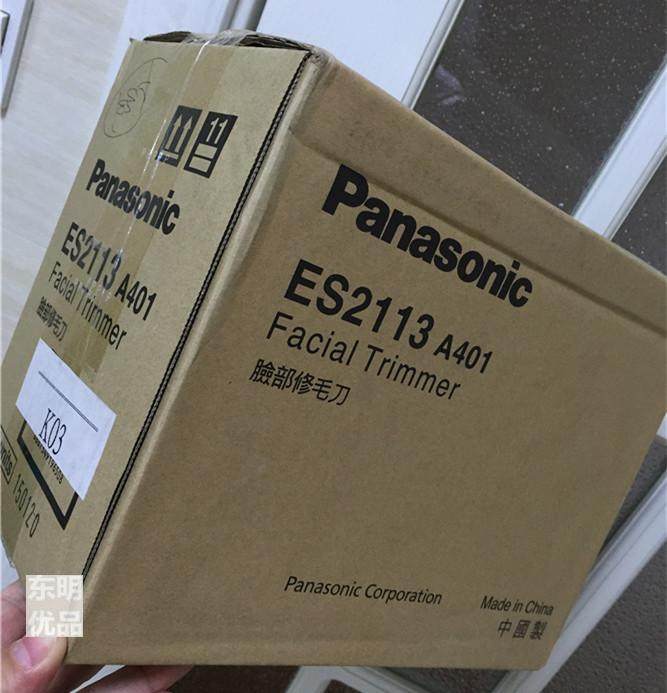 Panasonic
ES2113 A401
Facial Trimmer
臉部修毛刀
K03
150120
Panasonic
ES2113 A401
Facial Trimmer
臉部修毛刀
Panasonic Corporation
Made in China
中國製
东明
优品